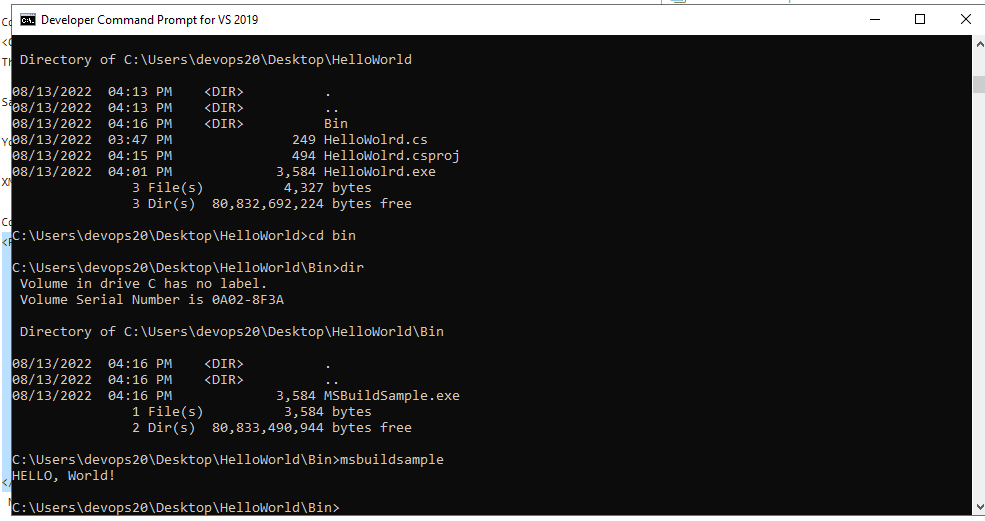 Developer Command Prompt for VS 2019
Directory of C:\Users\devops20\Desktop\HelloWorld
08/13/2022  04:13 PM    <DIR>          .
08/13/2022  04:13 PM    <DIR>          ..
08/13/2022  04:16 PM    <DIR>          Bin
08/13/2022  03:47 PM               249 HelloWolrd.cs
08/13/2022  04:15 PM               494 HelloWolrd.csproj
08/13/2022  04:01 PM             3,584 HelloWlrd.exe
               3 File(s)          4,327 bytes
               3 Dir(s)  80,832,692,224 bytes free
C:\Users\devops20\Desktop\HelloWorld>cd bin
C:\Users\devops20\Desktop\HelloWorld\Bin>dir
 Volume in drive C has no label.
 Volume Serial Number is 0A02-8F3A
 Directory of C:\Users\devops20\Desktop\HelloWorld\Bin
08/13/2022  04:16 PM    <DIR>          .
08/13/2022  04:16 PM    <DIR>          ..
08/13/2022  04:16 PM             3,584 MSBuildSample.exe
               1 File(s)          3,584 bytes
               2 Dir(s)  80,833,490,944 bytes free
C:\Users\devops20\Desktop\HelloWorld\Bin>msbuildsample
HELLO, World!
C:\Users\devops20\Desktop\HelloWorld\Bin>